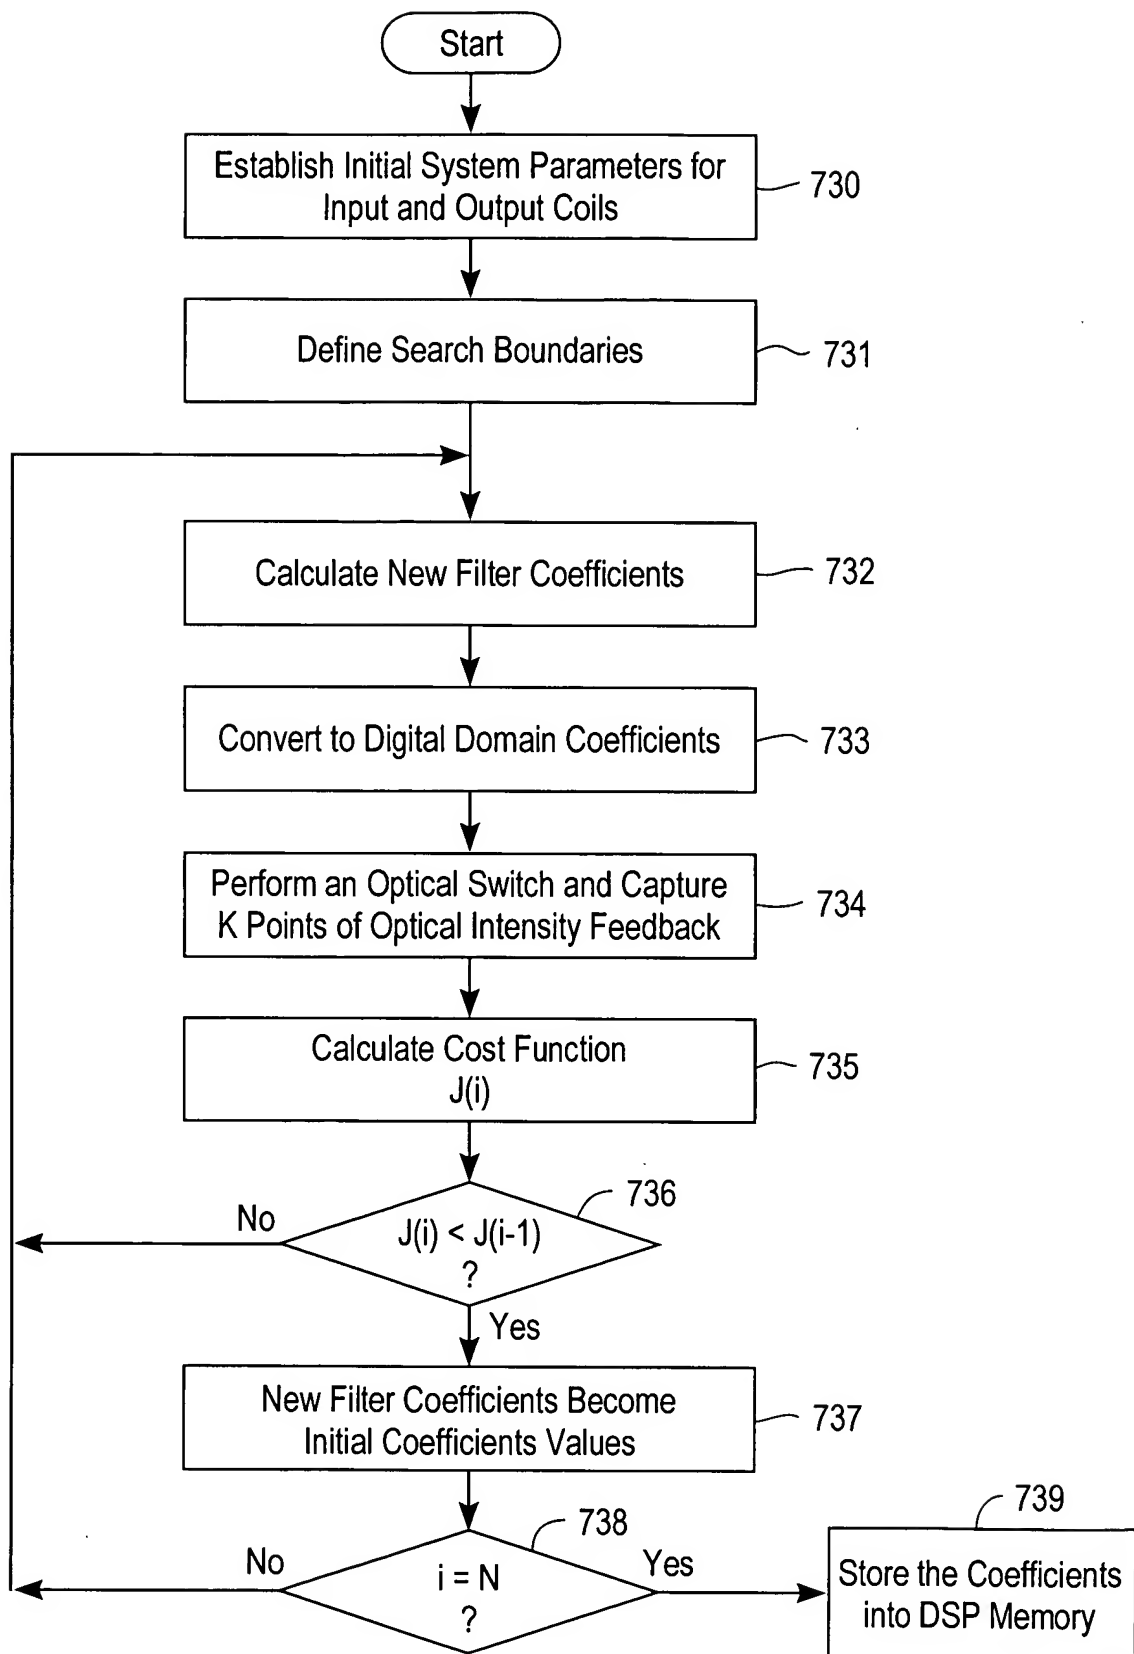 Start
Establish Initial System Parameters for
Input and Output Coils
730
Define Search Boundaries
731
Calculate New Filter Coefficients
732
Convert to Digital Domain Coefficients
733
Perform an Optical Switch and Capture
K Points of Optical Intensity Feedback
734
Calculate Cost Function
J(i)
735
736
No
J(i) < J(i-1)
?
Yes
New Filter Coefficients Become
Initial Coefficients Values
737
738
739
No
i = N
?
Yes
Store the Coefficients
into DSP Memory